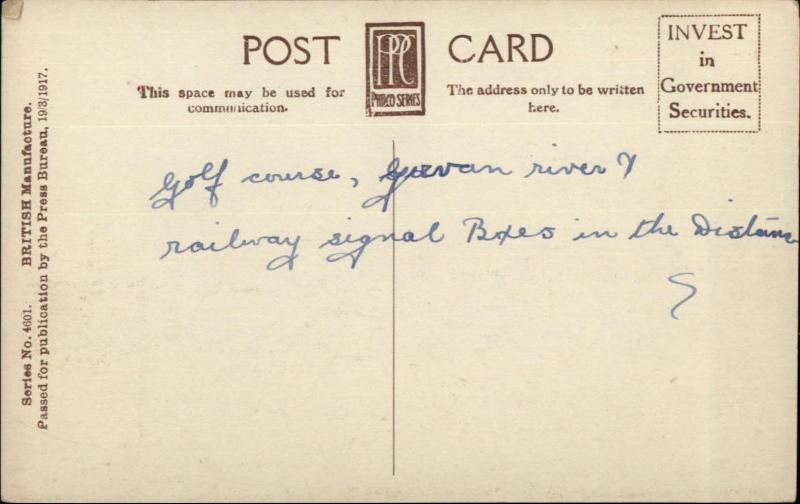 POST CARD
PPC
PHILCO SERIES
This space may be used for
communication.
The address only to be written
here.
INVEST
in
Government
Securities.
Series No. 4601. BRITISH Manufacture.
Passed for publication by the Press Bureau, 19/3/1917.
Golf course, river &
railway signal Boxes in the Distance